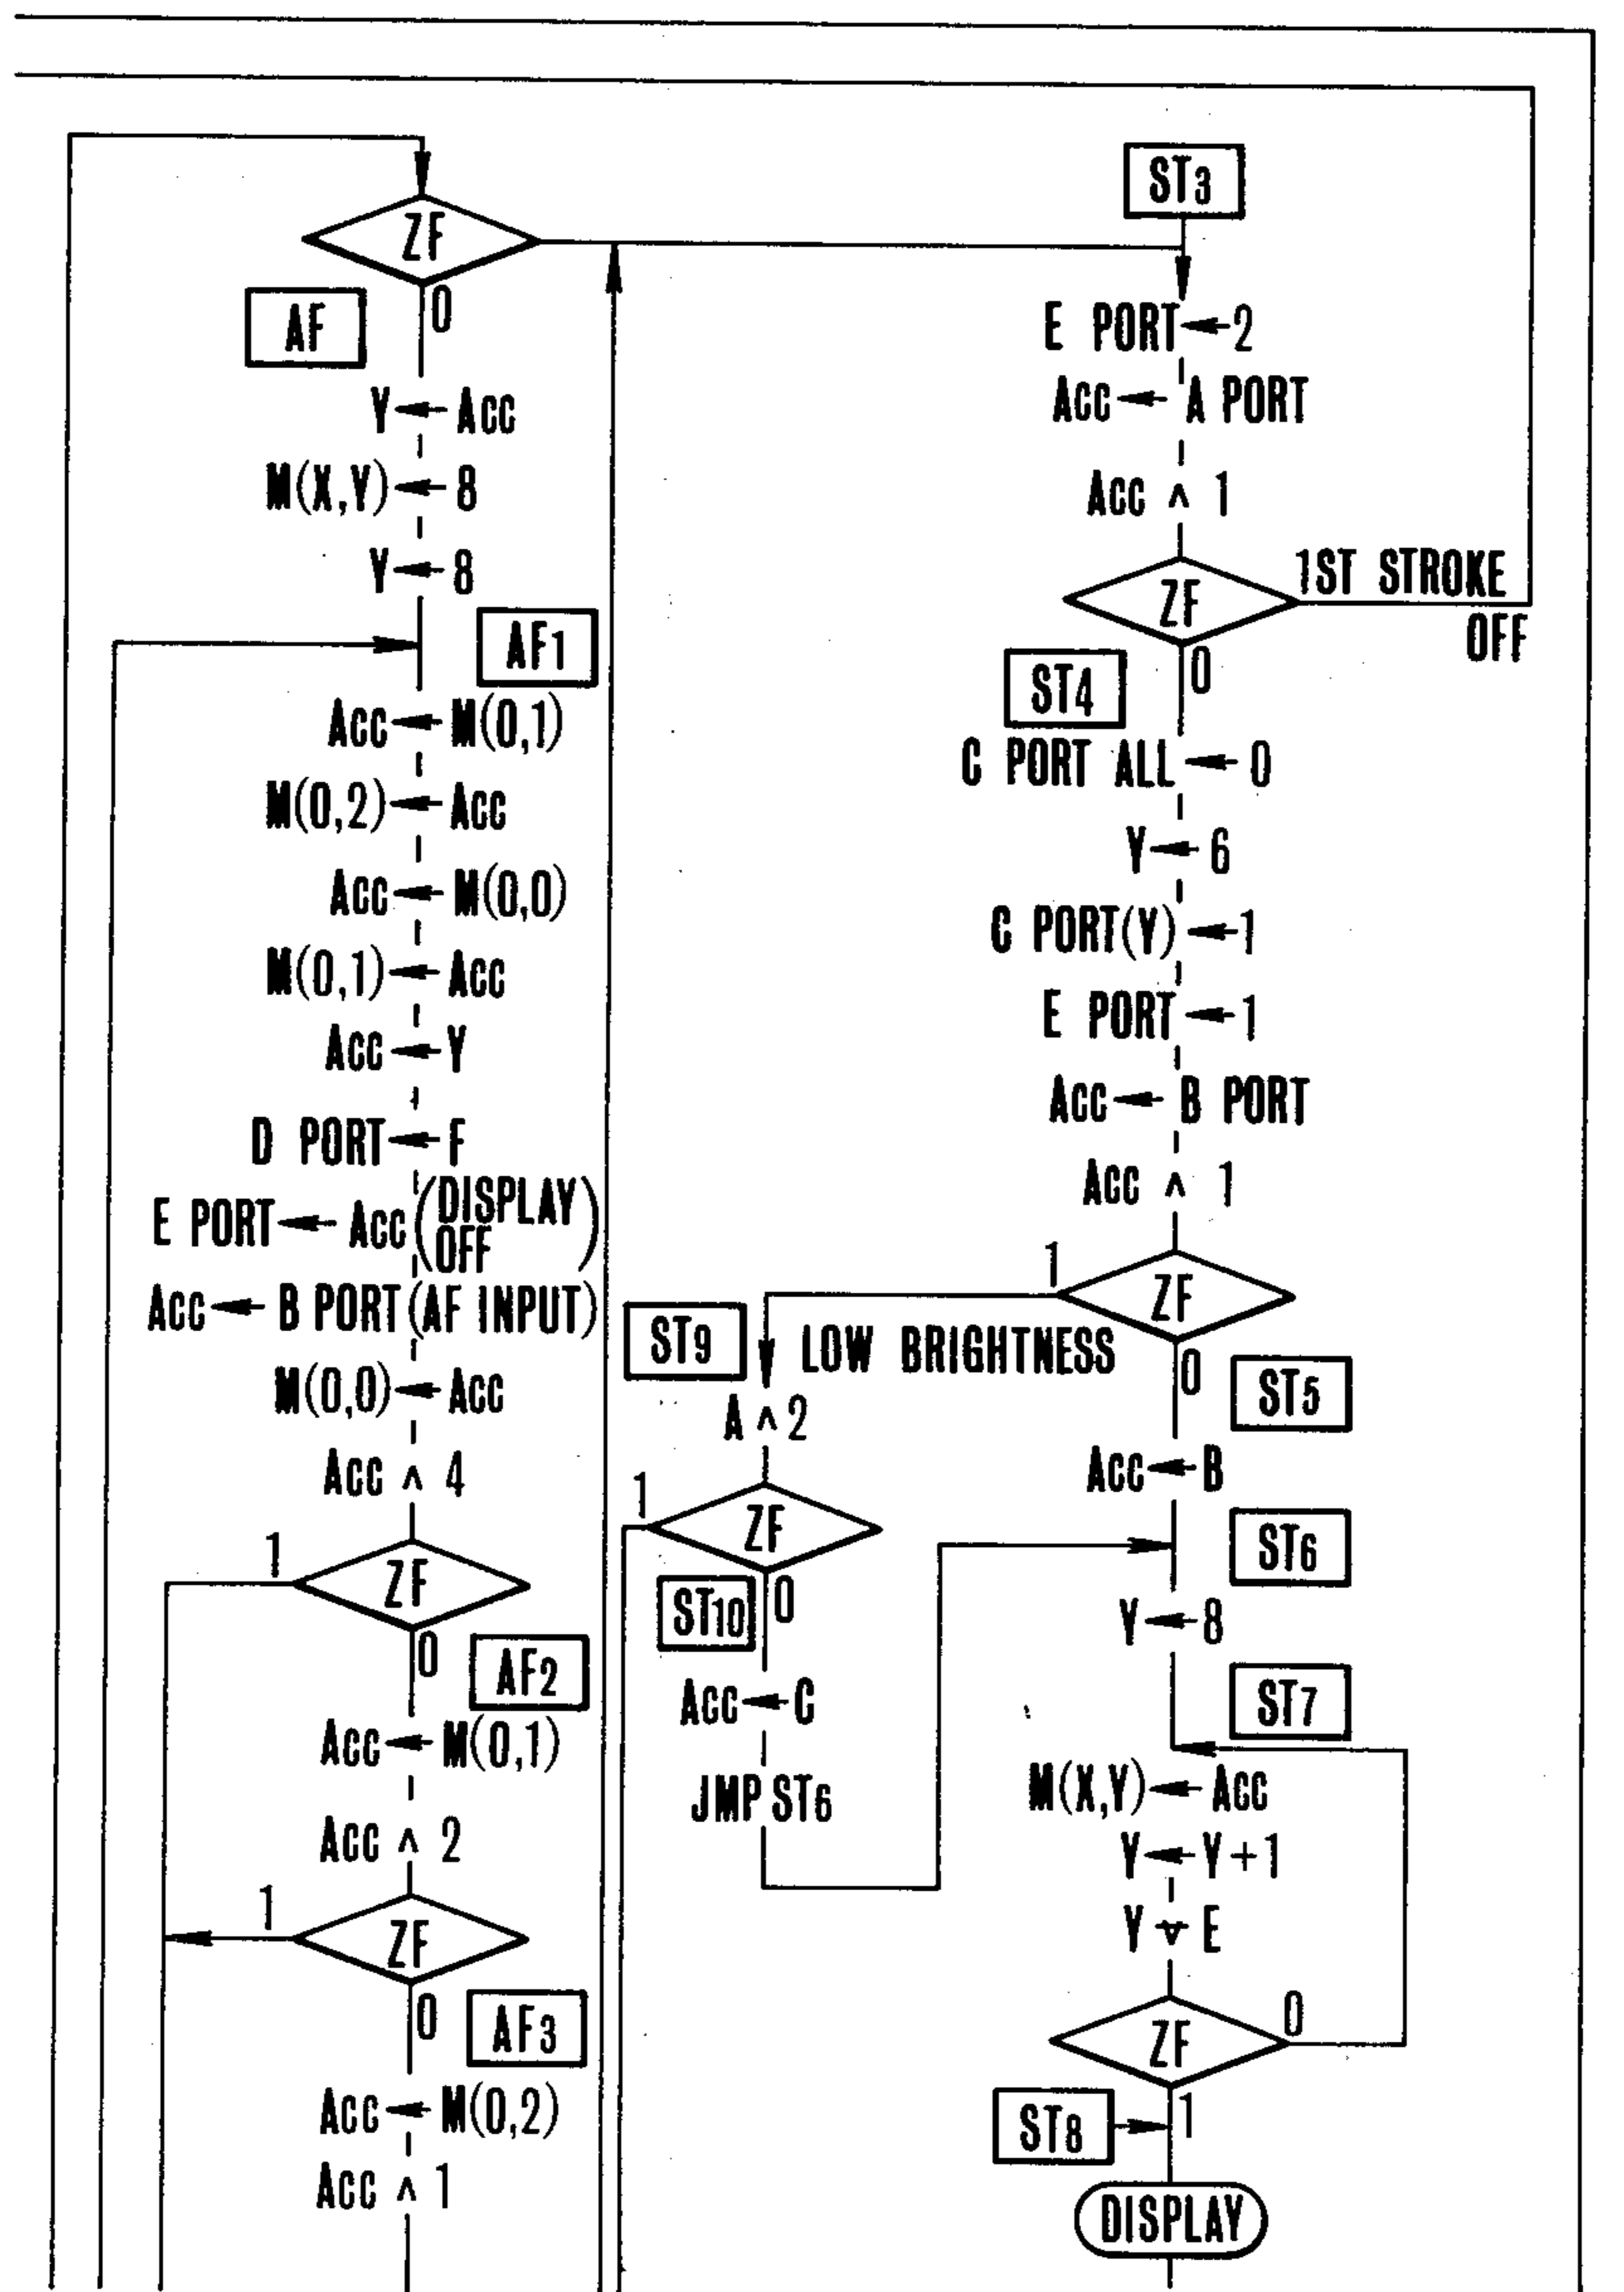 ZF
0
AF
Y ← Acc
M(X,Y) ← 8
Y ← 8
AF1
Acc ← M(0,1)
M(0,2) ← Acc
Acc ← M(0,0)
M(0,1) ← Acc
Acc ← Y
D PORT ← F
E PORT ← Acc (DISPLAY OFF)
Acc ← B PORT (AF INPUT)
M(0,0) ← Acc
Acc ∧ 4
1
ZF
0
AF2
Acc ← M(0,1)
Acc ∧ 2
1
ZF
0
AF3
Acc ← M(0,2)
Acc ∧ 1
ST3
E PORT ← 2
Acc ← A PORT
Acc ∧ 1
ZF
1ST STROKE
OFF
0
ST4
C PORT ALL ← 0
Y ← 6
C PORT(Y) ← 1
E PORT ← 1
Acc ← B PORT
Acc ∧ 1
1
ZF
0
LOW BRIGHTNESS
ST9
A ∧ 2
1
ZF
0
ST10
Acc ← C
JMP ST6
ST5
Acc ← B
ST6
Y ← 8
ST7
M(X,Y) ← Acc
Y ← Y+1
Y ⊻ E
ZF
0
1
ST8
DISPLAY